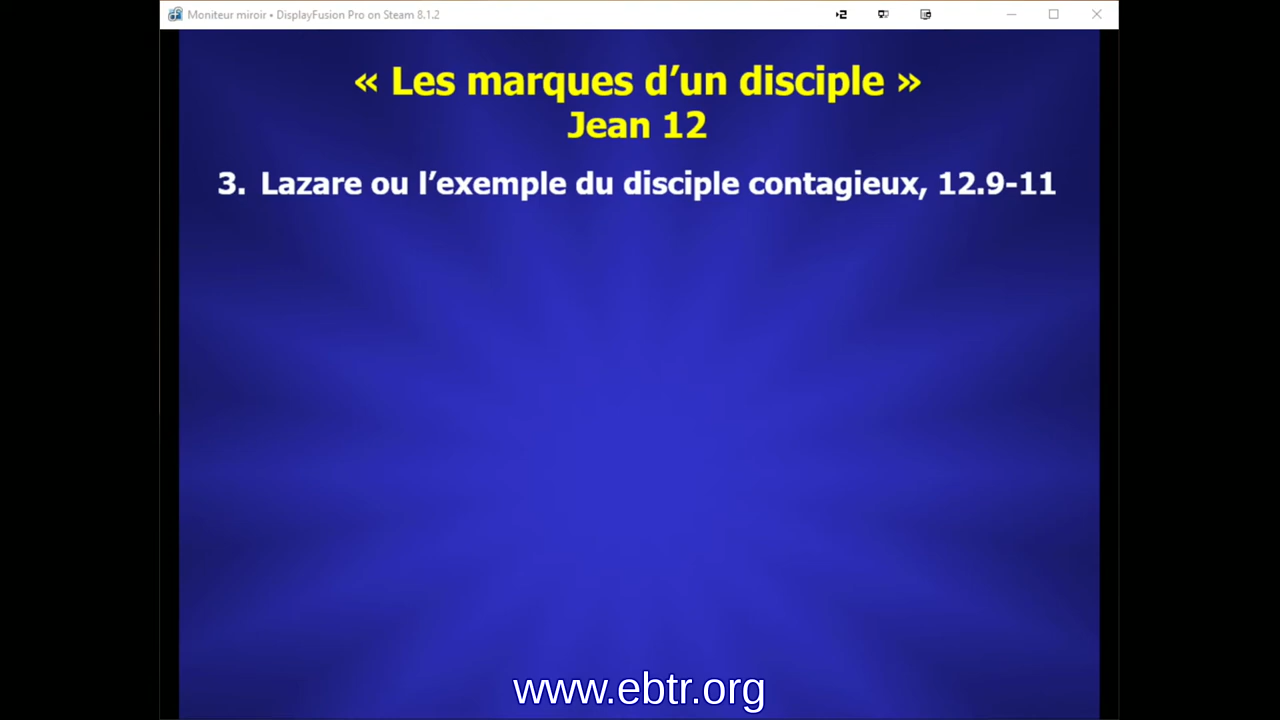 Moniteur miroir • DisplayFusion Pro on Steam 8.1.2
« Les marques d’un disciple »
Jean 12
3. Lazare ou l’exemple du disciple contagieux, 12.9-11
www.ebtr.org